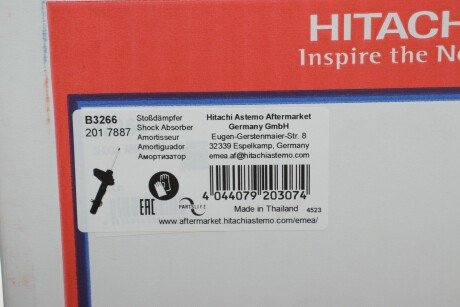 HITACH
Inspire the Ne
B3266
201 7887
Stoßdämpfer
Shock Absorber
Amortisseur
Amortiguador
Амортизатор
Hitachi Astemo Aftermarket
Germany GmbH
Eugen-Gerstenmaier-Str. 8
32339 Espelkamp, Germany
emea.af@hitachiastemo.com
EAC
PARTSLIFE
4 044079 203074
Made in Thailand
4523
www.aftermarket.hitachiastemo.com/emea/